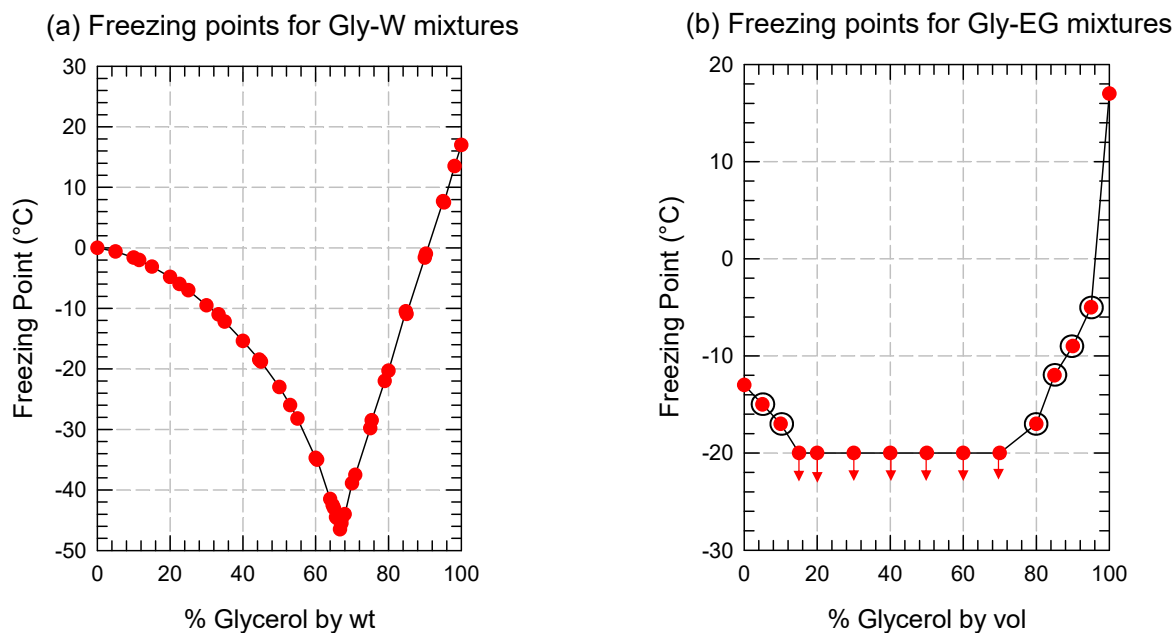 (a) Freezing points for Gly-W mixtures
30
20
10
0
-10
-20
-30
-40
-50
Freezing Point (°C)
0 20 40 60 80 100
% Glycerol by wt
(b) Freezing points for Gly-EG mixtures
20
10
0
-10
-20
-30
Freezing Point (°C)
0 20 40 60 80 100
% Glycerol by vol